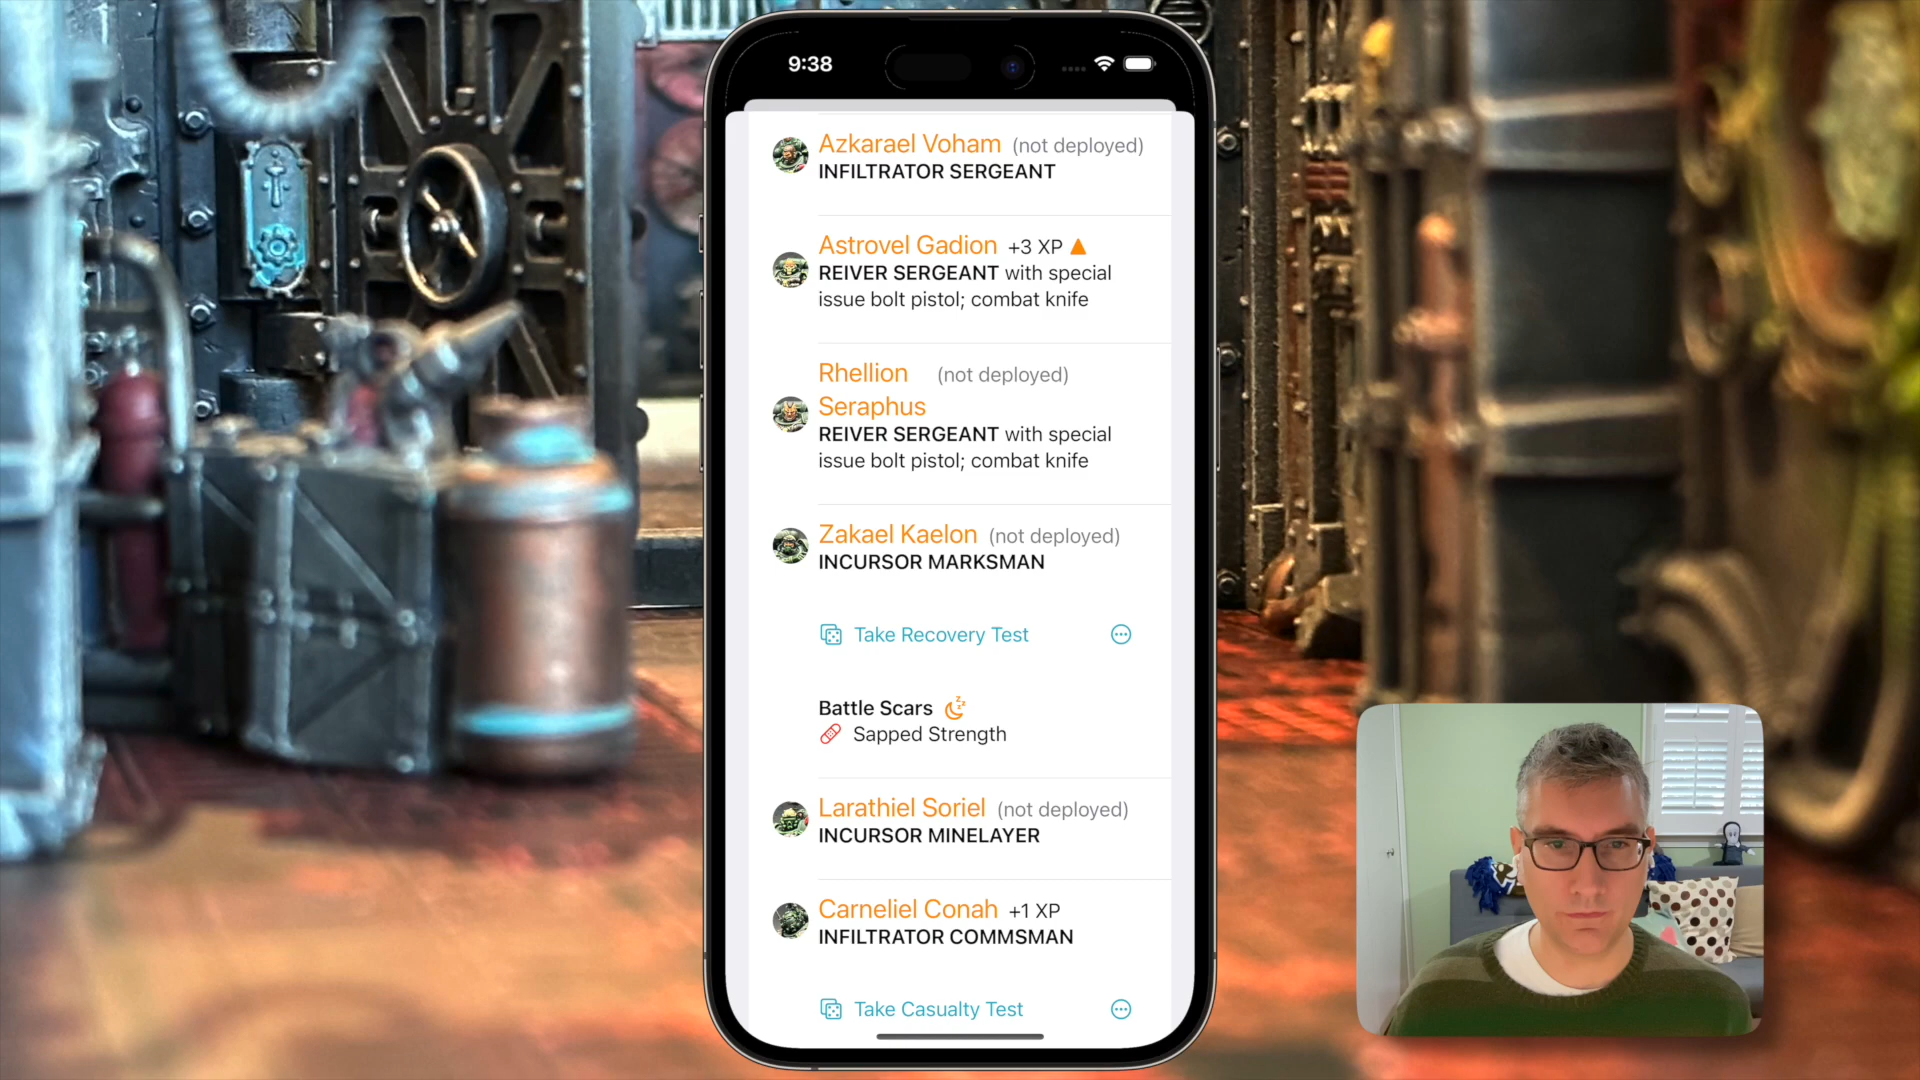 9:38
Azkarael Voham (not deployed)
INFILTRATOR SERGEANT
Astrovel Gadion +3 XP
REIVER SERGEANT with special
issue bolt pistol; combat knife
Rhellion (not deployed)
Seraphus
REIVER SERGEANT with special
issue bolt pistol; combat knife
Zakael Kaelon (not deployed)
INCURSOR MARKSMAN
Take Recovery Test
Battle Scars
Sapped Strength
Larathiel Soriel (not deployed)
INCURSOR MINELAYER
Carneliel Conah +1 XP
INFILTRATOR COMMSMAN
Take Casualty Test